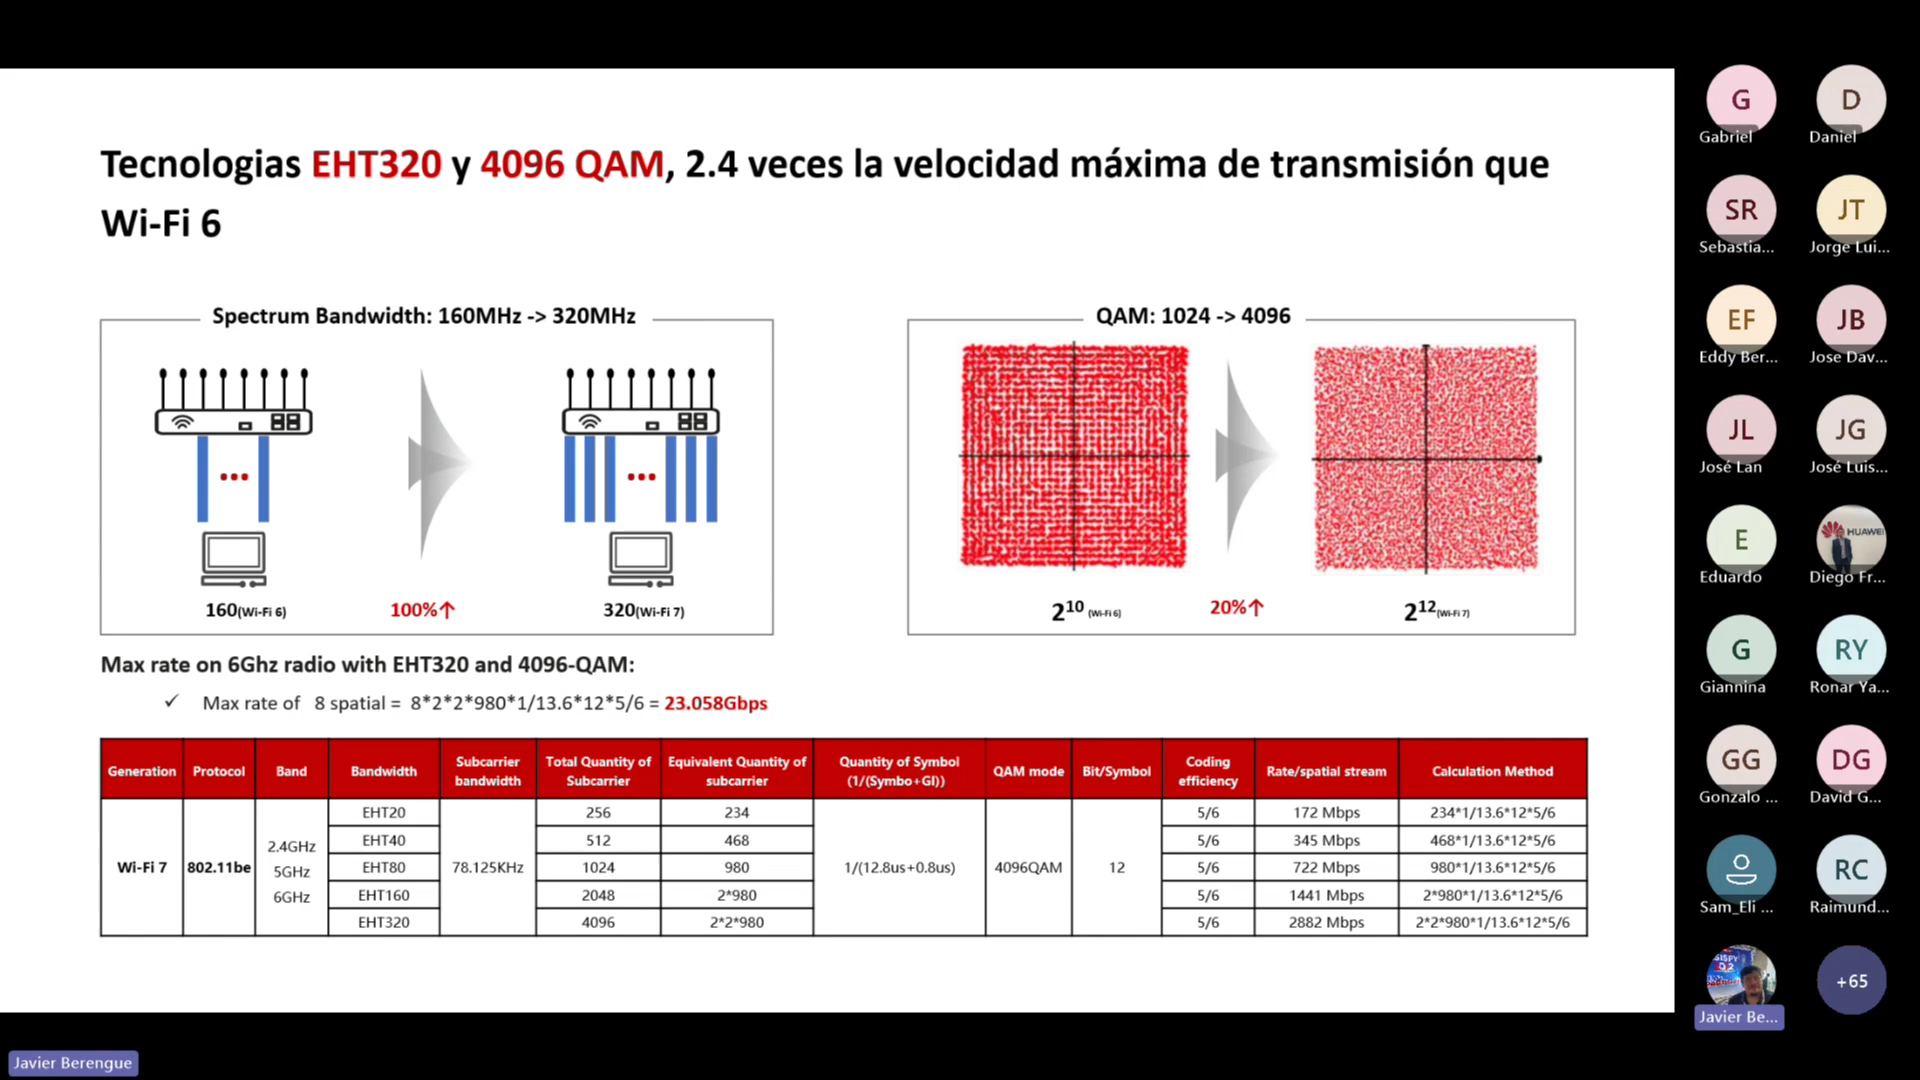 Tecnologias EHT320 y 4096 QAM, 2.4 veces la velocidad máxima de transmisión que
Wi-Fi 6
Spectrum Bandwidth: 160MHz -> 320MHz
160(Wi-Fi 6)
100%↑
320(Wi-Fi 7)
QAM: 1024 -> 4096
2^10 (Wi-Fi 6)
20%↑
2^12 (Wi-Fi 7)
Max rate on 6Ghz radio with EHT320 and 4096-QAM:
✓ Max rate of 8 spatial = 8*2*2*980*1/13.6*12*5/6 = 23.058Gbps
Generation Protocol Band Bandwidth Subcarrier bandwidth Total Quantity of Subcarrier Equivalent Quantity of subcarrier Quantity of Symbol (1/(Symbo+GI)) QAM mode Bit/Symbol Coding efficiency Rate/spatial stream Calculation Method
Wi-Fi 7 802.11be 2.4GHz 5GHz 6GHz 78.125KHz 1/(12.8us+0.8us) 4096QAM 12
EHT20 256 234 5/6 172 Mbps 234*1/13.6*12*5/6
EHT40 512 468 5/6 345 Mbps 468*1/13.6*12*5/6
EHT80 1024 980 5/6 722 Mbps 980*1/13.6*12*5/6
EHT160 2048 2*980 5/6 1441 Mbps 2*980*1/13.6*12*5/6
EHT320 4096 2*2*980 5/6 2882 Mbps 2*2*980*1/13.6*12*5/6
G D
Gabriel Daniel
SR JT
Sebastia... Jorge Lui...
EF JB
Eddy Ber... Jose Dav...
JL JG
José Lan José Luis...
E HUAWEI
Eduardo Diego Fr...
G RY
Giannina Ronar Ya...
GG DG
Gonzalo ... David G...
RC
Sam_Eli ... Raimund...
+65
Javier Be...
Javier Berengue